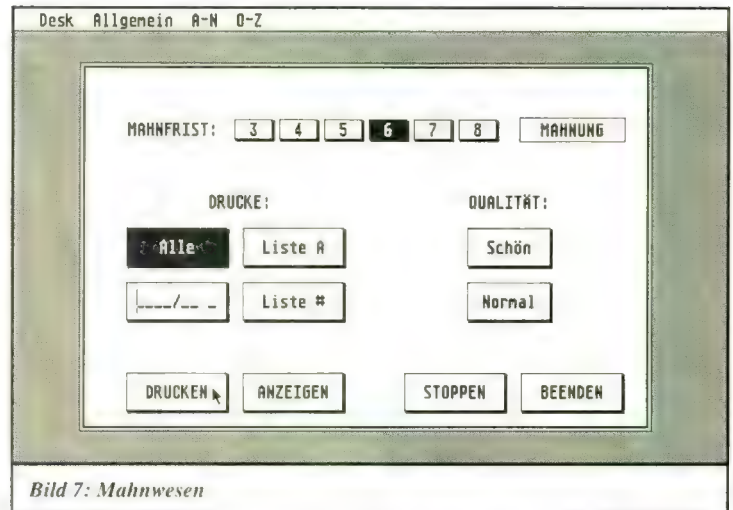 Desk Allgemein A-N O-Z
MAHNFRIST: 3 4 5 6 7 8 MAHNUNG
DRUCKE: QUALITÄT:
Alle Liste A Schön
____/__ _ Liste # Normal
DRUCKEN ANZEIGEN STOPPEN BEENDEN
Bild 7: Mahnwesen